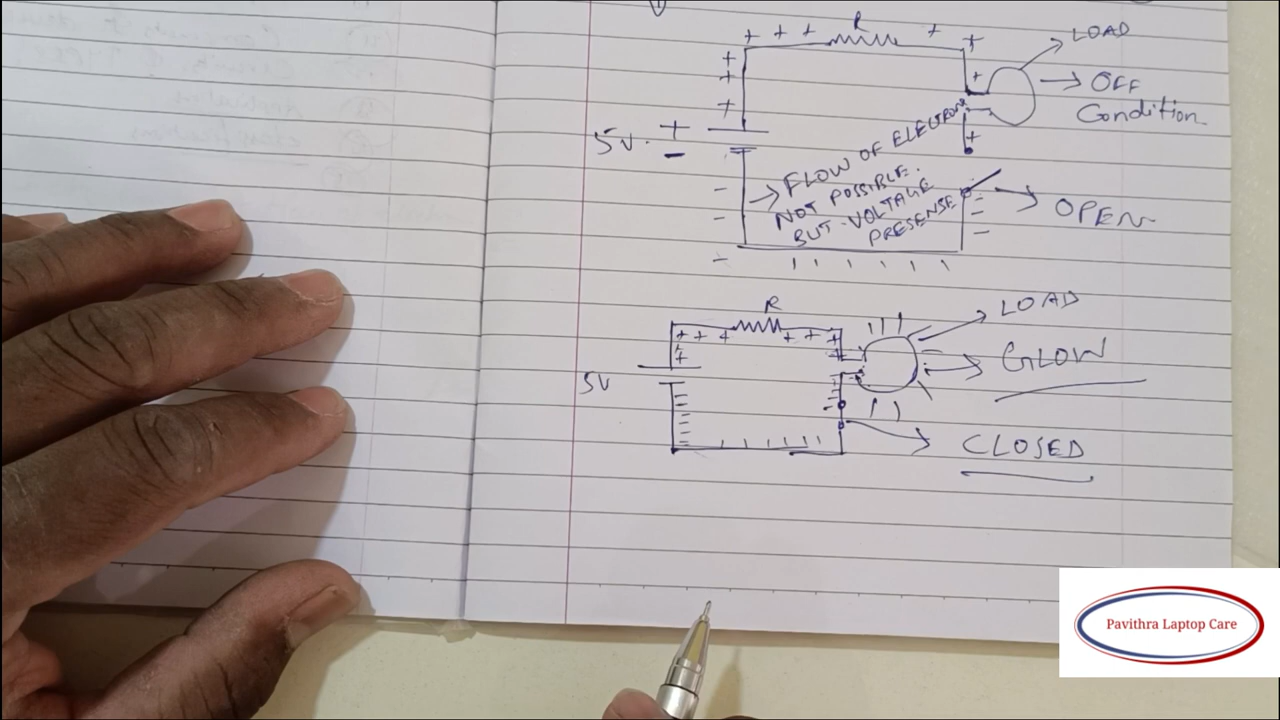 R
LOAD
OFF
Condition
5V.
FLOW OF ELECTRONS
NOT POSSIBLE.
BUT VOLTAGE
PRESENSE
OPEN
R
LOAD
GLOW
5V
CLOSED
Pavithra Laptop Care